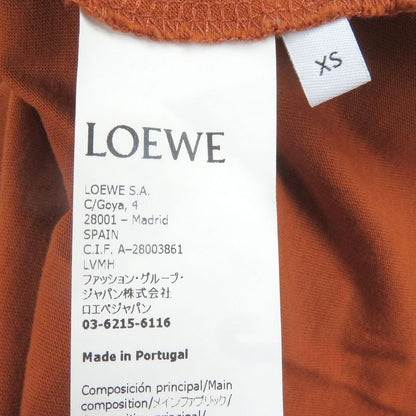 XS
LOEWE
LOEWE S.A.
C/Goya, 4
28001 – Madrid
SPAIN
C.I.F. A-28003861
LVMH
ファッション・グループ・
ジャパン株式会社
ロエベジャパン
03-6215-6116
Made in Portugal
Composición principal/Main
composition/メインファブリック/